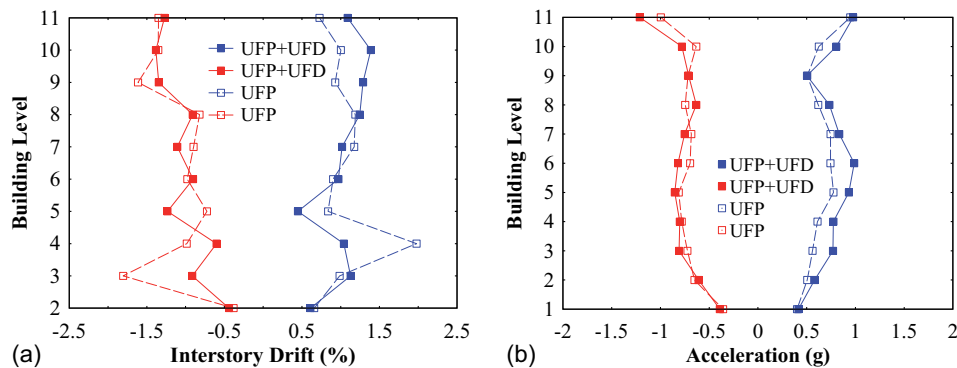 11
10
9
8
7
6
5
4
3
2
Building Level
UFP+UFD
UFP+UFD
UFP
UFP
-2.5 -1.5 -0.5 0.5 1.5 2.5
(a) Interstory Drift (%)
11
10
9
8
7
6
5
4
3
2
1
Building Level
UFP+UFD
UFP+UFD
UFP
UFP
-2 -1.5 -1 -0.5 0 0.5 1 1.5 2
(b) Acceleration (g)